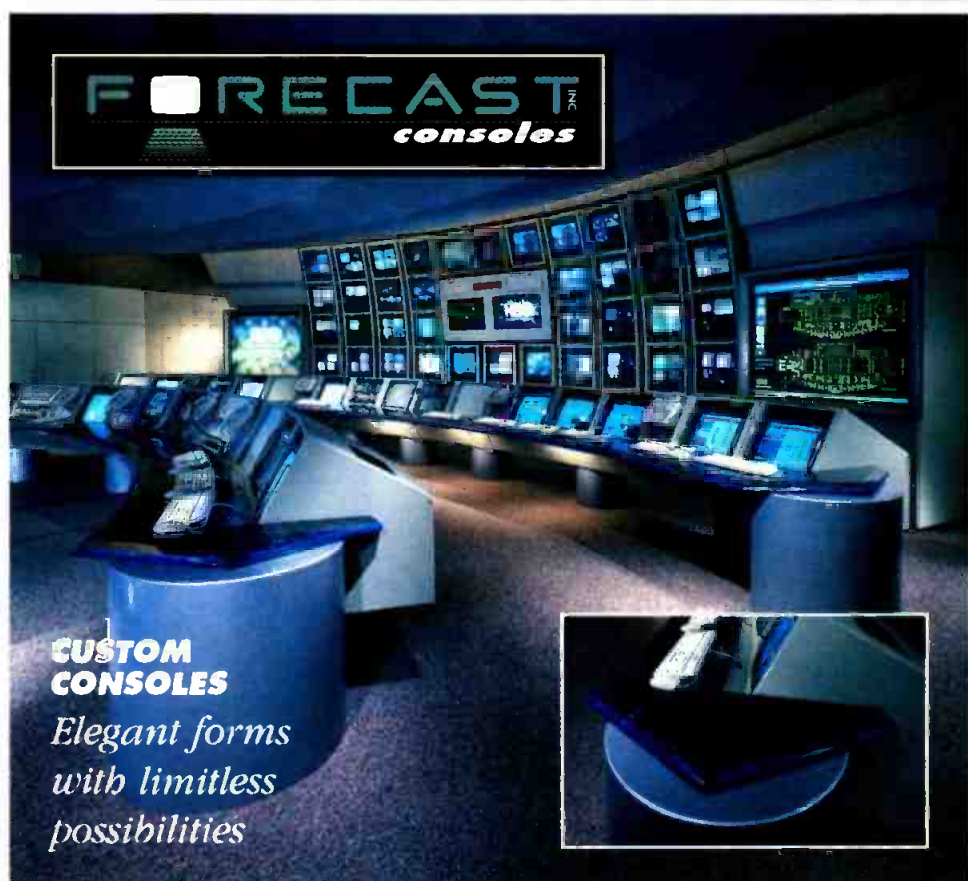 FORECAST INC
consoles
CUSTOM
CONSOLES
Elegant forms
with limitless
possibilities